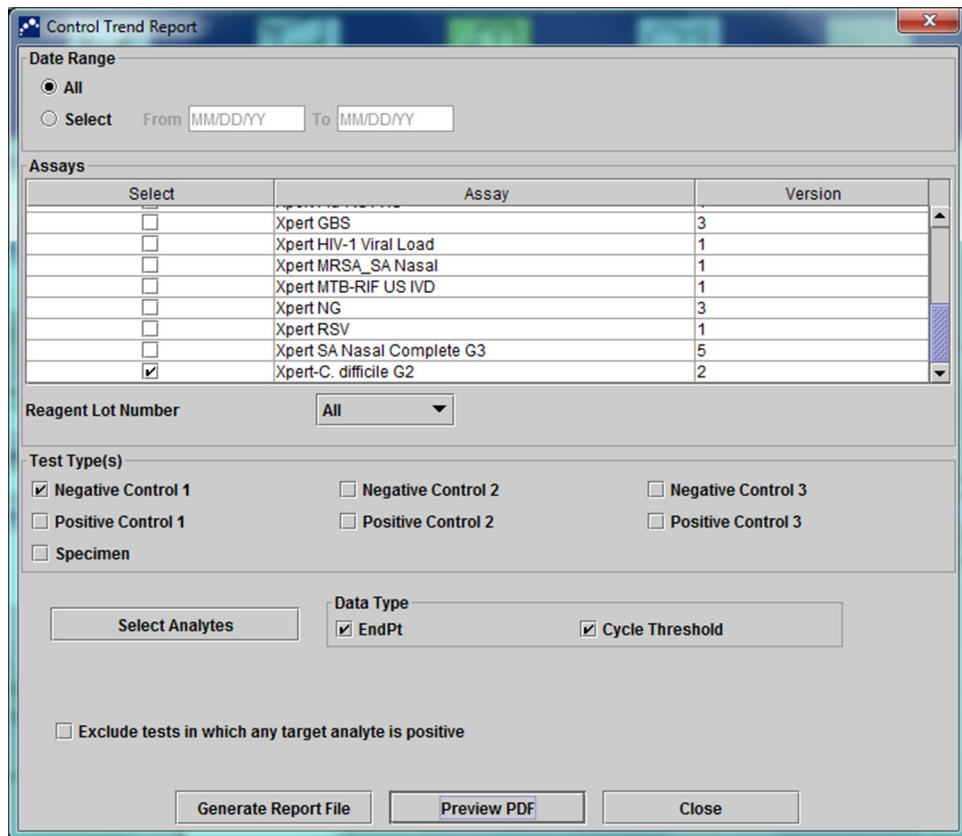 Control Trend Report
Date Range
All
Select From MM/DD/YY To MM/DD/YY
Assays
Select Assay Version
Xpert GBS 3
Xpert HIV-1 Viral Load 1
Xpert MRSA_SA Nasal 1
Xpert MTB-RIF US IVD 1
Xpert NG 3
Xpert RSV 1
Xpert SA Nasal Complete G3 5
Xpert-C. difficile G2 2
Reagent Lot Number All
Test Type(s)
Negative Control 1 Negative Control 2 Negative Control 3
Positive Control 1 Positive Control 2 Positive Control 3
Specimen
Select Analytes
Data Type
EndPt Cycle Threshold
Exclude tests in which any target analyte is positive
Generate Report File Preview PDF Close